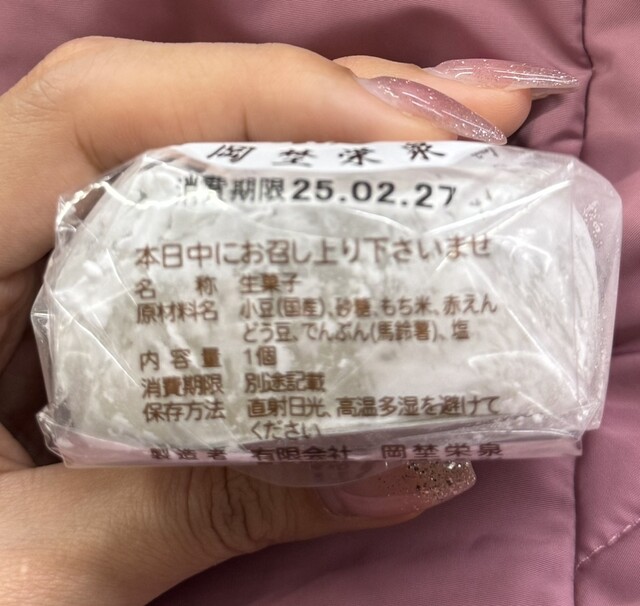 岡埜栄泉
消費期限25.02.27
本日中にお召し上り下さいませ
名 称 生菓子
原材料名 小豆(国産)、砂糖、もち米、赤えん
どう豆、でんぷん(馬鈴薯)、塩
内容量 1個
消費期限 別途記載
保存方法 直射日光、高温多湿を避けて
ください
製造者 有限会社 岡埜栄泉